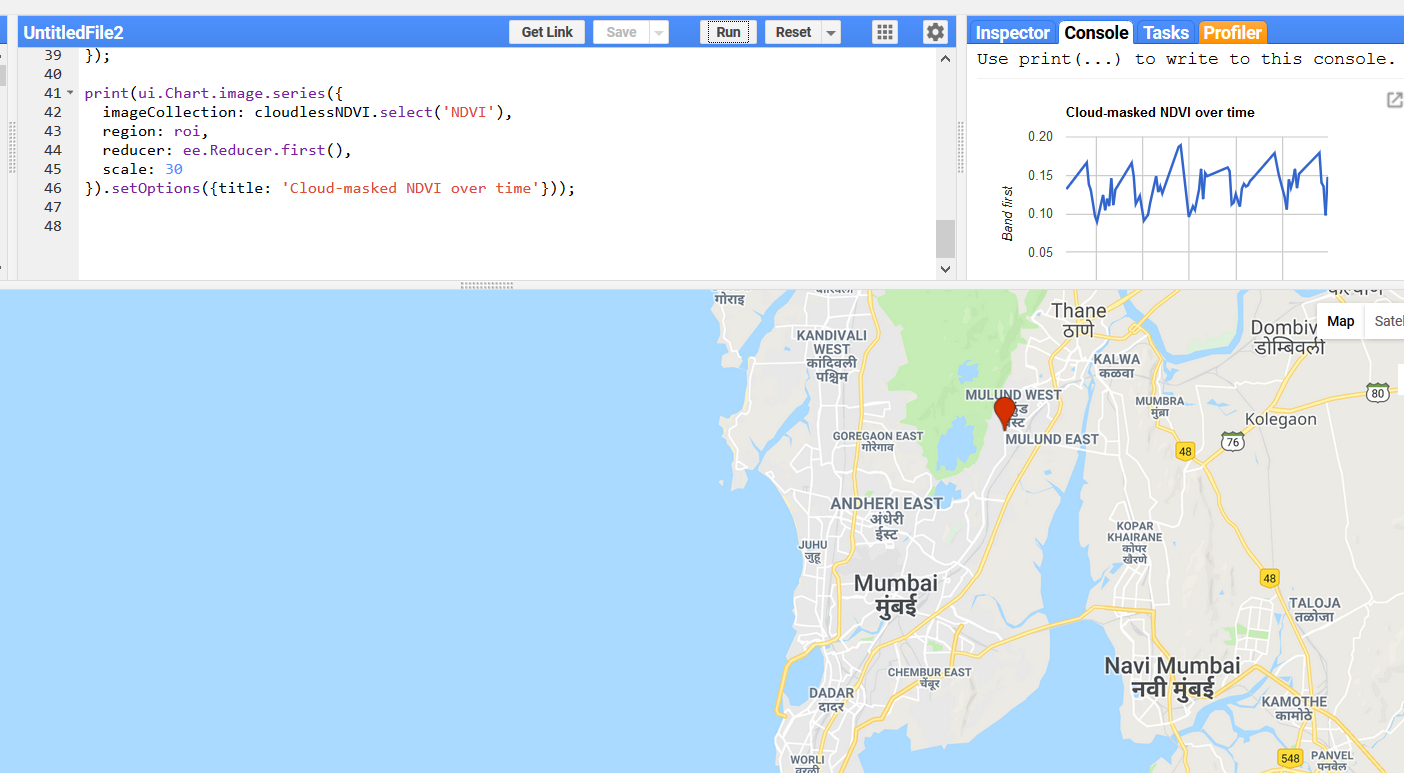 UntitledFile2
Get Link
Save
Run
Reset
Inspector
Console
Tasks
Profiler
39 });
40
41 print(ui.Chart.image.series({
42 imageCollection: cloudlessNDVI.select('NDVI'),
43 region: roi,
44 reducer: ee.Reducer.first(),
45 scale: 30
46 }).setOptions({title: 'Cloud-masked NDVI over time'}));
47
48
Use print(...) to write to this console.
Cloud-masked NDVI over time
0.20
0.15
0.10
0.05
Band first
गोराइ
Thane
ठाणे
Map
Satel
KANDIVALI
WEST
कांदिवली
पश्चिम
Dombiv
डोम्बिवली
KALWA
कळवा
80
MULUND WEST
MUMBRA
मुंब्रा
Kolegaon
GOREGAON EAST
गोरेगाव
MULUND EAST
76
48
ANDHERI EAST
अंधेरी
ईस्ट
KOPAR
KHAIRANE
कोपर
खैरणे
JUHU
जुहू
Mumbai
मुंबई
48
TALOJA
तळोजा
CHEMBUR EAST
चेंबूर
Navi Mumbai
नवी मुंबई
DADAR
दादर
KAMOTHE
कामोठे
WORLI
वरळी
548
PANVEL
पनवेल